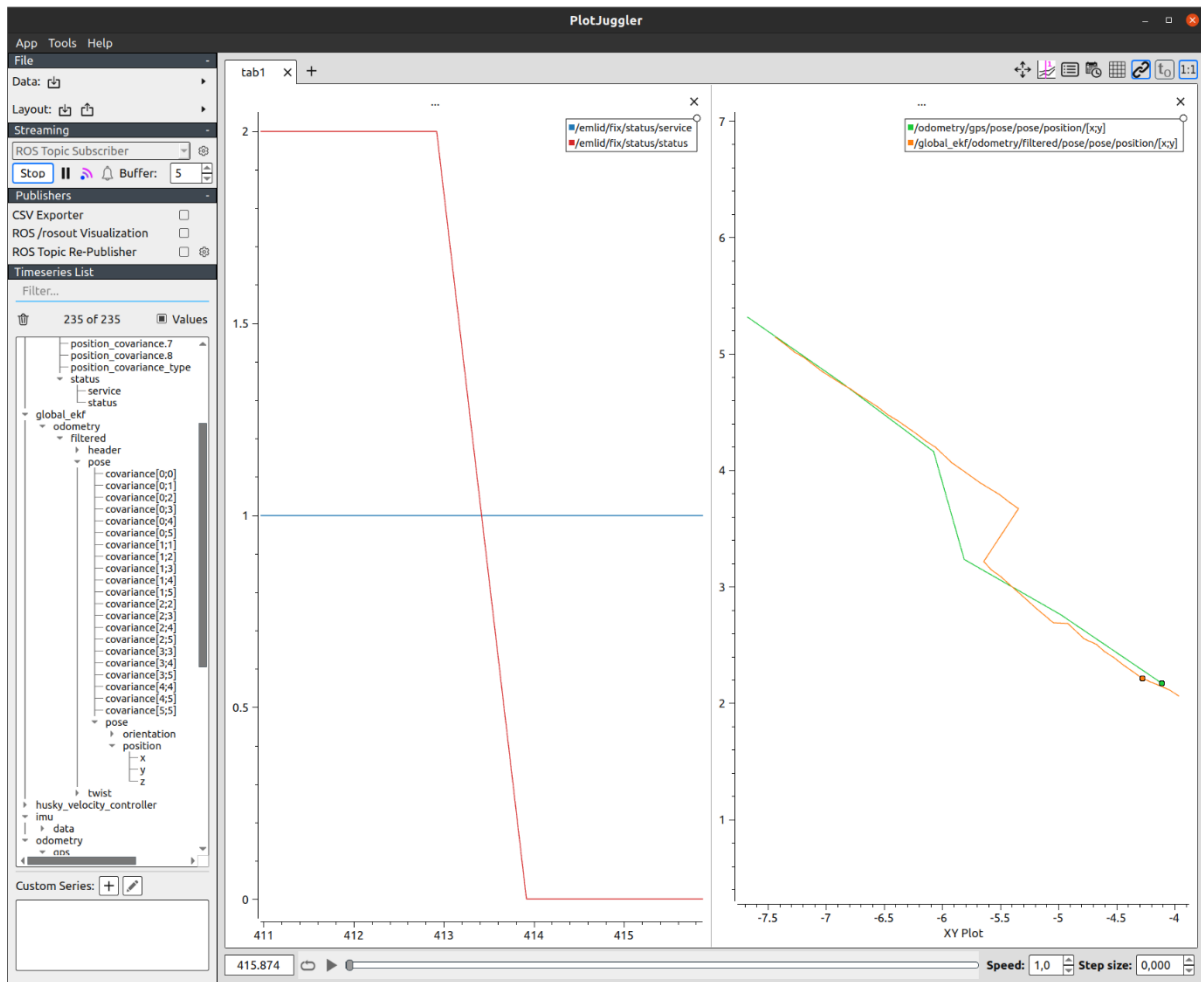 PlotJuggler
App Tools Help
File -
Data:
Layout:
Streaming -
ROS Topic Subscriber
Stop Buffer: 5
Publishers -
CSV Exporter
ROS /rosout Visualization
ROS Topic Re-Publisher
Timeseries List
Filter...
235 of 235 Values
position_covariance.7
position_covariance.8
position_covariance_type
status
service
status
global_ekf
odometry
filtered
header
pose
covariance[0;0]
covariance[0;1]
covariance[0;2]
covariance[0;3]
covariance[0;4]
covariance[0;5]
covariance[1;1]
covariance[1;2]
covariance[1;3]
covariance[1;4]
covariance[1;5]
covariance[2;2]
covariance[2;3]
covariance[2;4]
covariance[2;5]
covariance[3;3]
covariance[3;4]
covariance[3;5]
covariance[4;4]
covariance[4;5]
covariance[5;5]
pose
orientation
position
x
y
z
twist
husky_velocity_controller
imu
data
odometry
gps
Custom Series:
tab1 X +
t0 1:1
...
/emlid/fix/status/service
/emlid/fix/status/status
2
1.5
1
0.5
0
411 412 413 414 415
...
/odometry/gps/pose/pose/position/[x;y]
/global_ekf/odometry/filtered/pose/pose/position/[x;y]
7
6
5
4
3
2
1
-7.5 -7 -6.5 -6 -5.5 -5 -4.5 -4
XY Plot
415.874 Speed: 1,0 Step size: 0,000